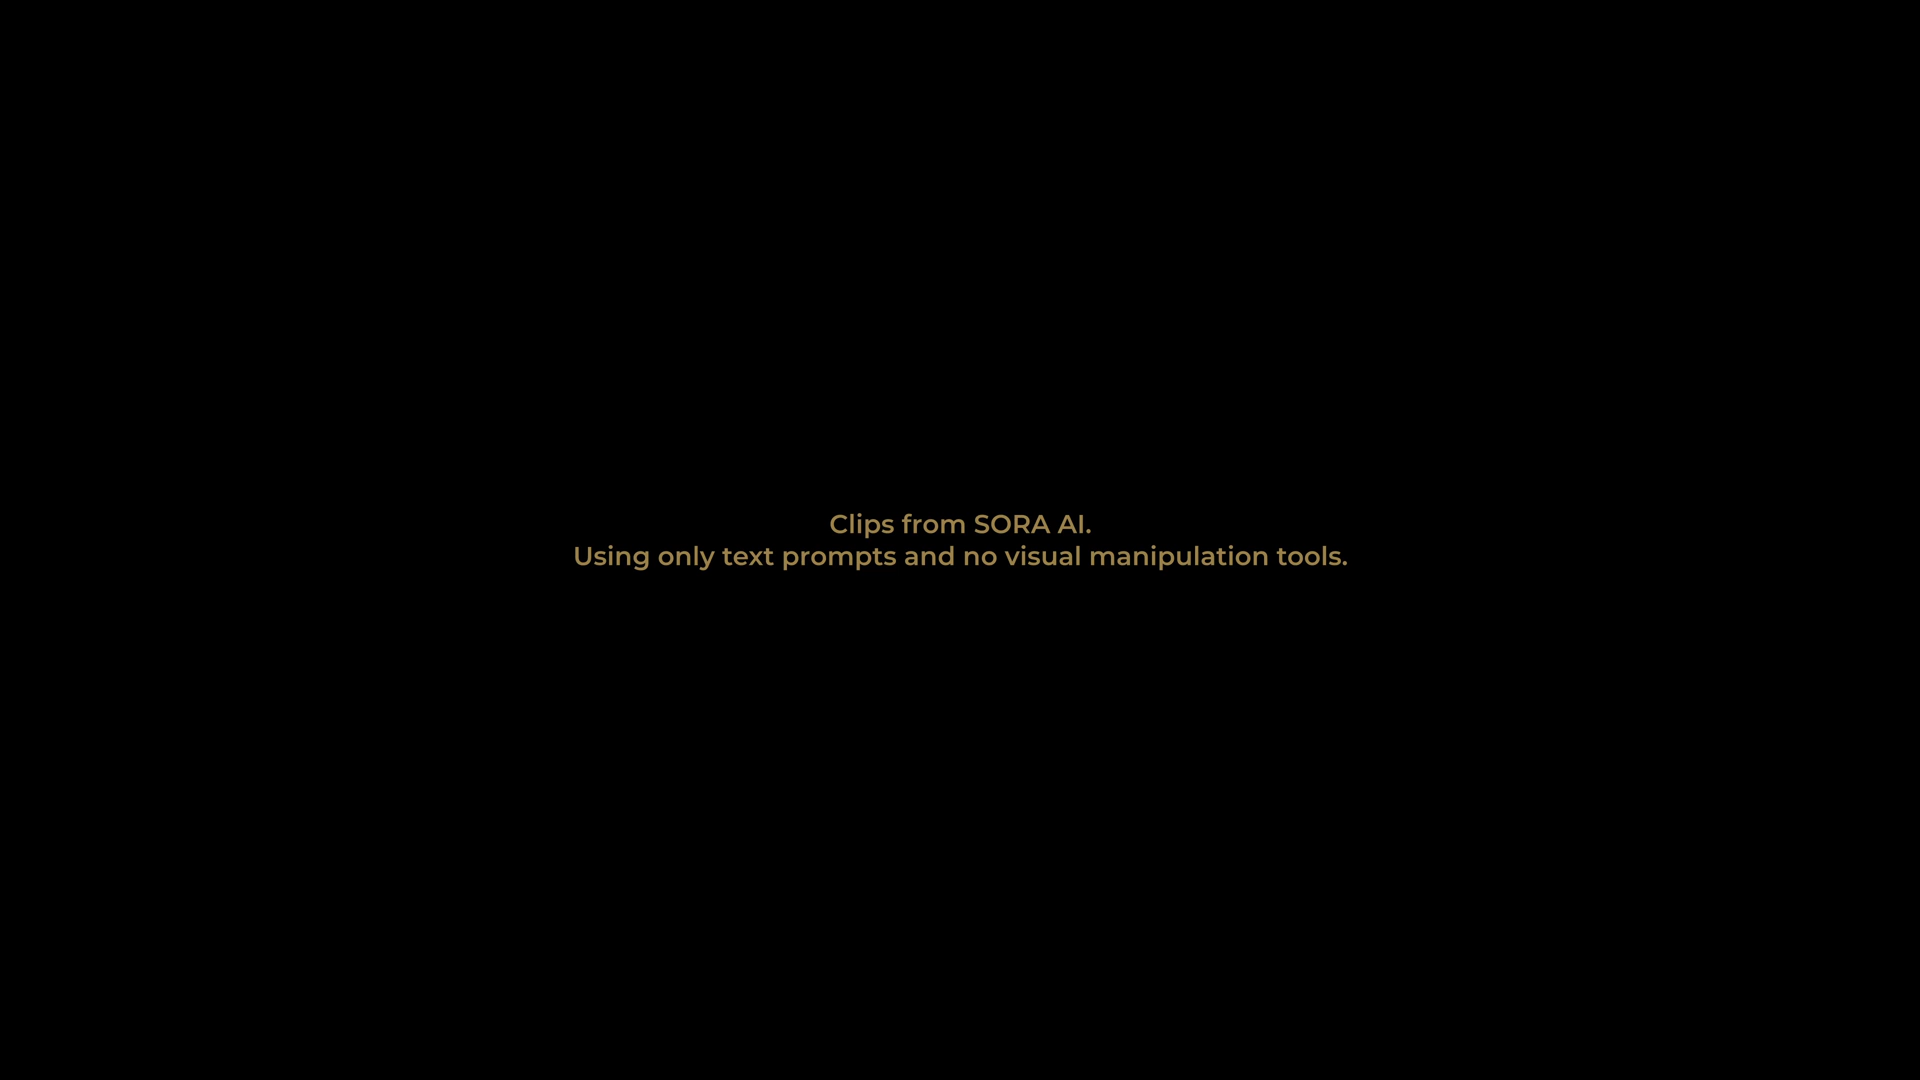 Clips from SORA AI.
Using only text prompts and no visual manipulation tools.